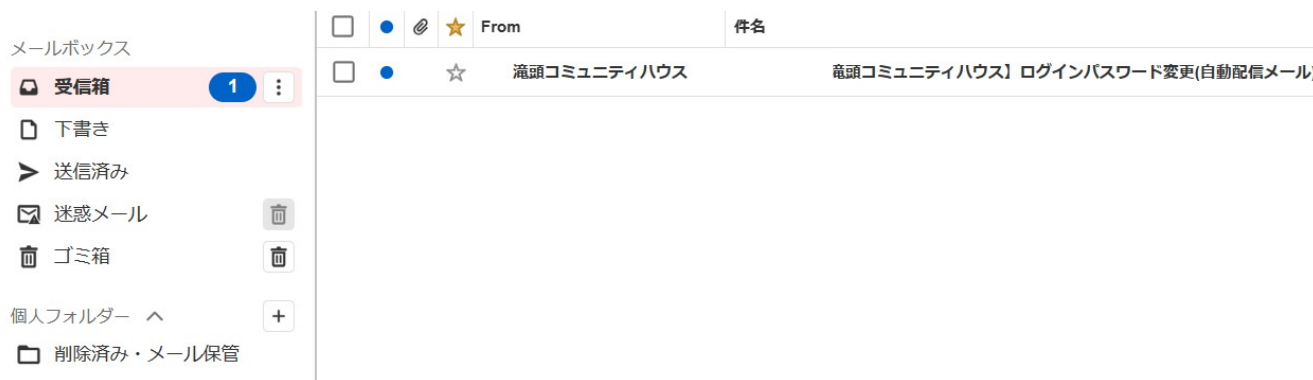 メールボックス
受信箱 1
下書き
送信済み
迷惑メール
ゴミ箱
個人フォルダー
削除済み・メール保管
From 件名
滝頭コミュニティハウス 竜頭コミュニティハウス】ログインパスワード変更(自動配信メール)